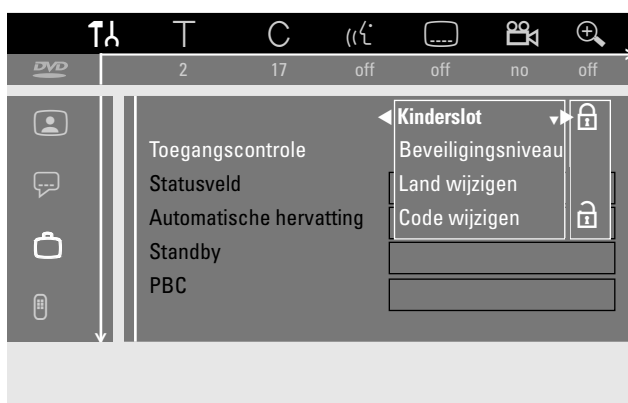 T C
DVD 2 17 off off no off
Kinderslot
Toegangscontrole Beveiligingsniveau
Statusveld Land wijzigen
Automatische hervatting Code wijzigen
Standby
PBC